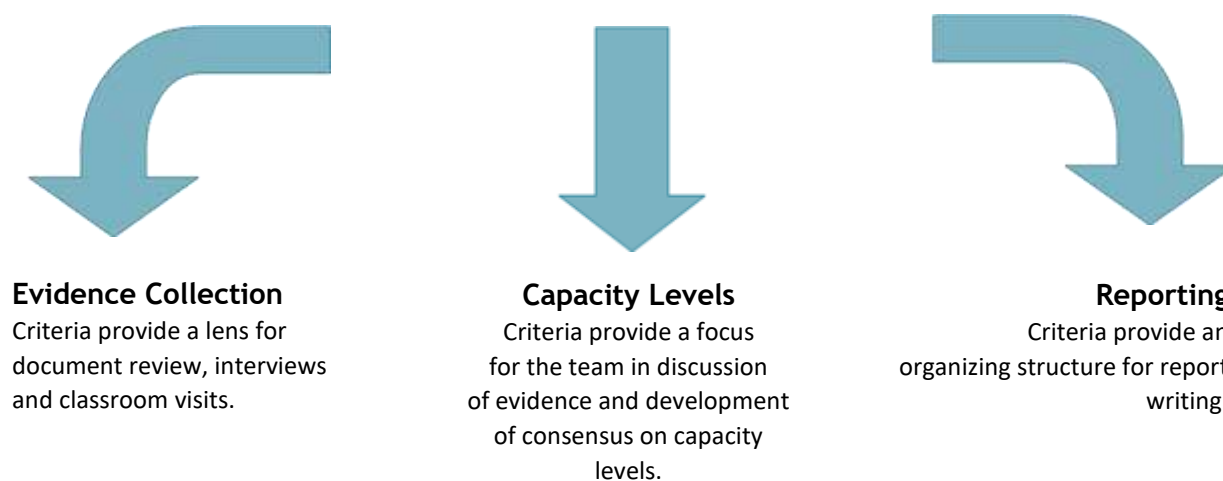 Evidence Collection
Criteria provide a lens for
document review, interviews
and classroom visits.
Capacity Levels
Criteria provide a focus
for the team in discussion
of evidence and development
of consensus on capacity
levels.
Reporting
Criteria provide an
organizing structure for report
writing